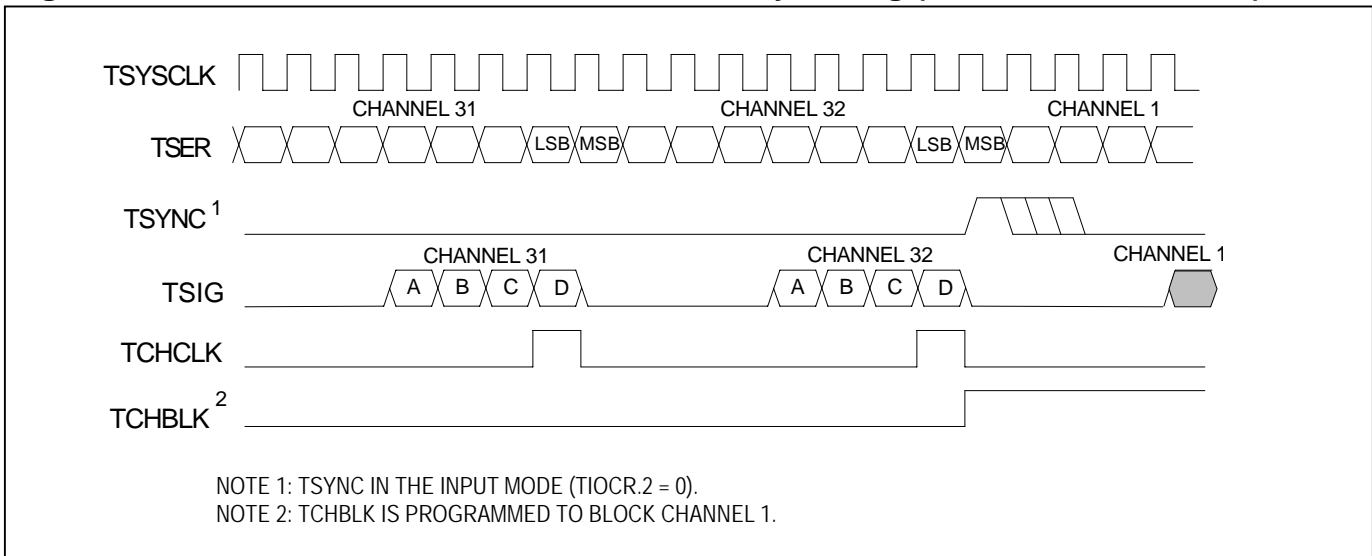 TSYSCLK
CHANNEL 31 CHANNEL 32 CHANNEL 1
TSER LSB MSB LSB MSB
TSYNC 1
CHANNEL 31 CHANNEL 32 CHANNEL 1
TSIG A B C D A B C D
TCHCLK
TCHBLK 2
NOTE 1: TSYNC IN THE INPUT MODE (TIOCR.2 = 0).
NOTE 2: TCHBLK IS PROGRAMMED TO BLOCK CHANNEL 1.